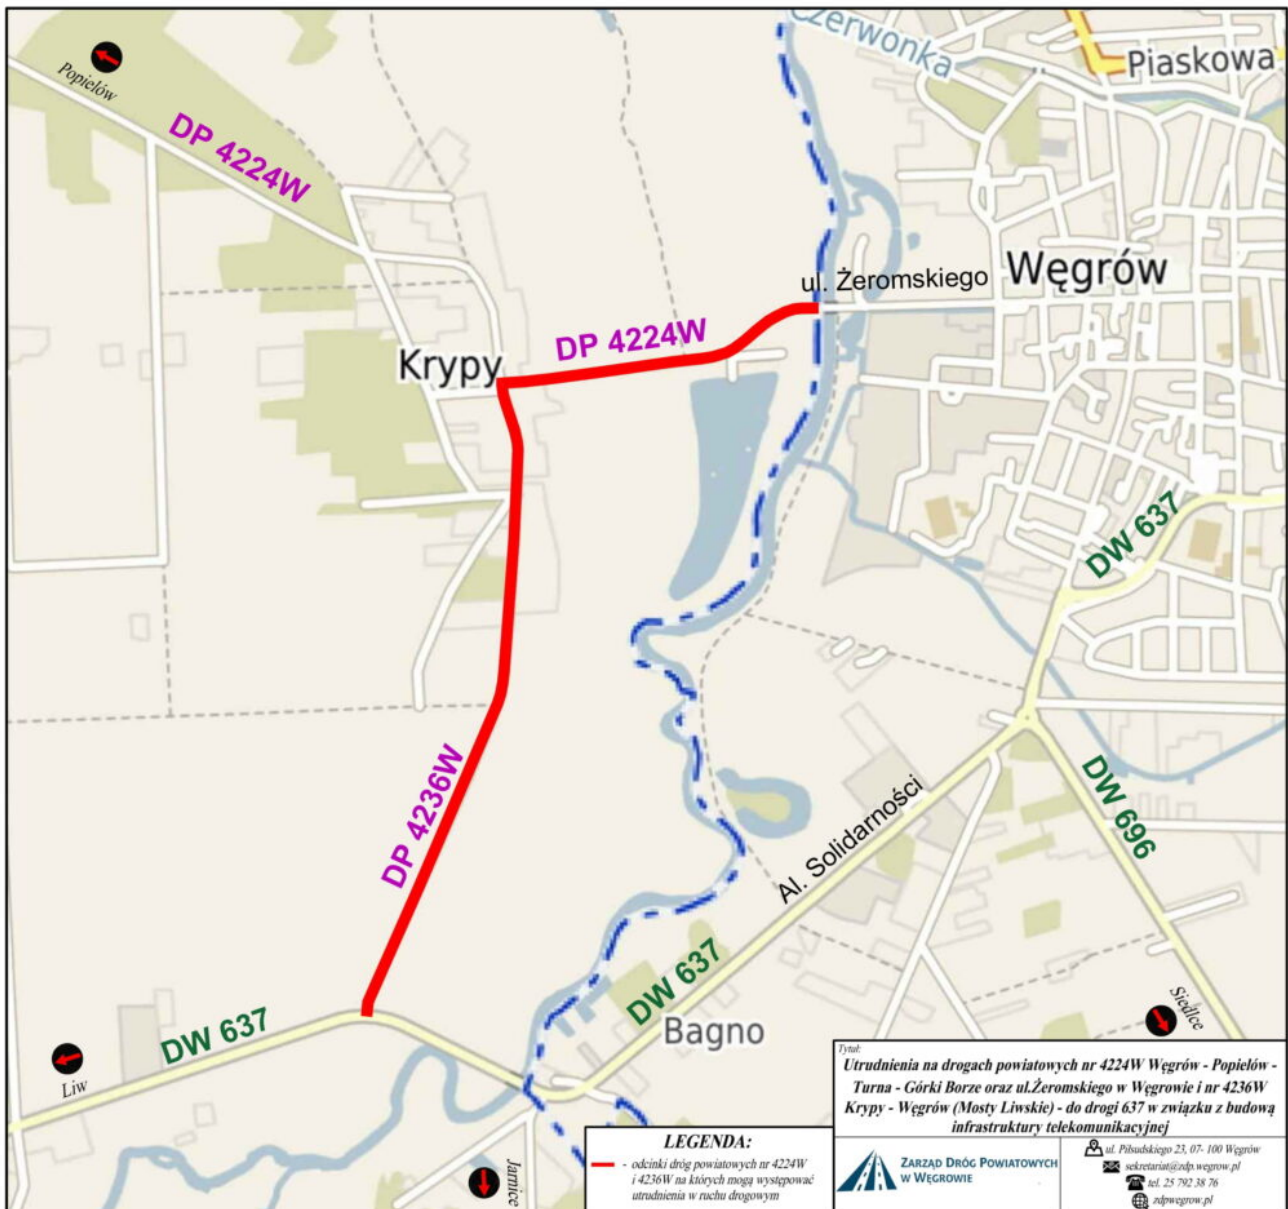 Czerwonka
Piaskowa
Popielów
DP 4224W
ul. Żeromskiego
Węgrów
DP 4224W
Krypy
DW 637
DP 4236W
Al. Solidarności
DW 696
DW 637
Bagno
DW 637
Liw
Siedlce
Jarnice
LEGENDA:
- odcinki dróg powiatowych nr 4224W
i 4236W na których mogą występować
utrudnienia w ruchu drogowym
Tytuł:
Utrudnienia na drogach powiatowych nr 4224W Węgrów - Popielów -
Turna - Górki Borze oraz ul.Żeromskiego w Węgrowie i nr 4236W
Krypy - Węgrów (Mosty Liwskie) - do drogi 637 w związku z budową
infrastruktury telekomunikacyjnej
ZARZĄD DRÓG POWIATOWYCH
W WĘGROWIE
ul. Piłsudskiego 23, 07- 100 Węgrów
sekretariat@zdp.wegrow.pl
tel. 25 792 38 76
zdpwegrow.pl